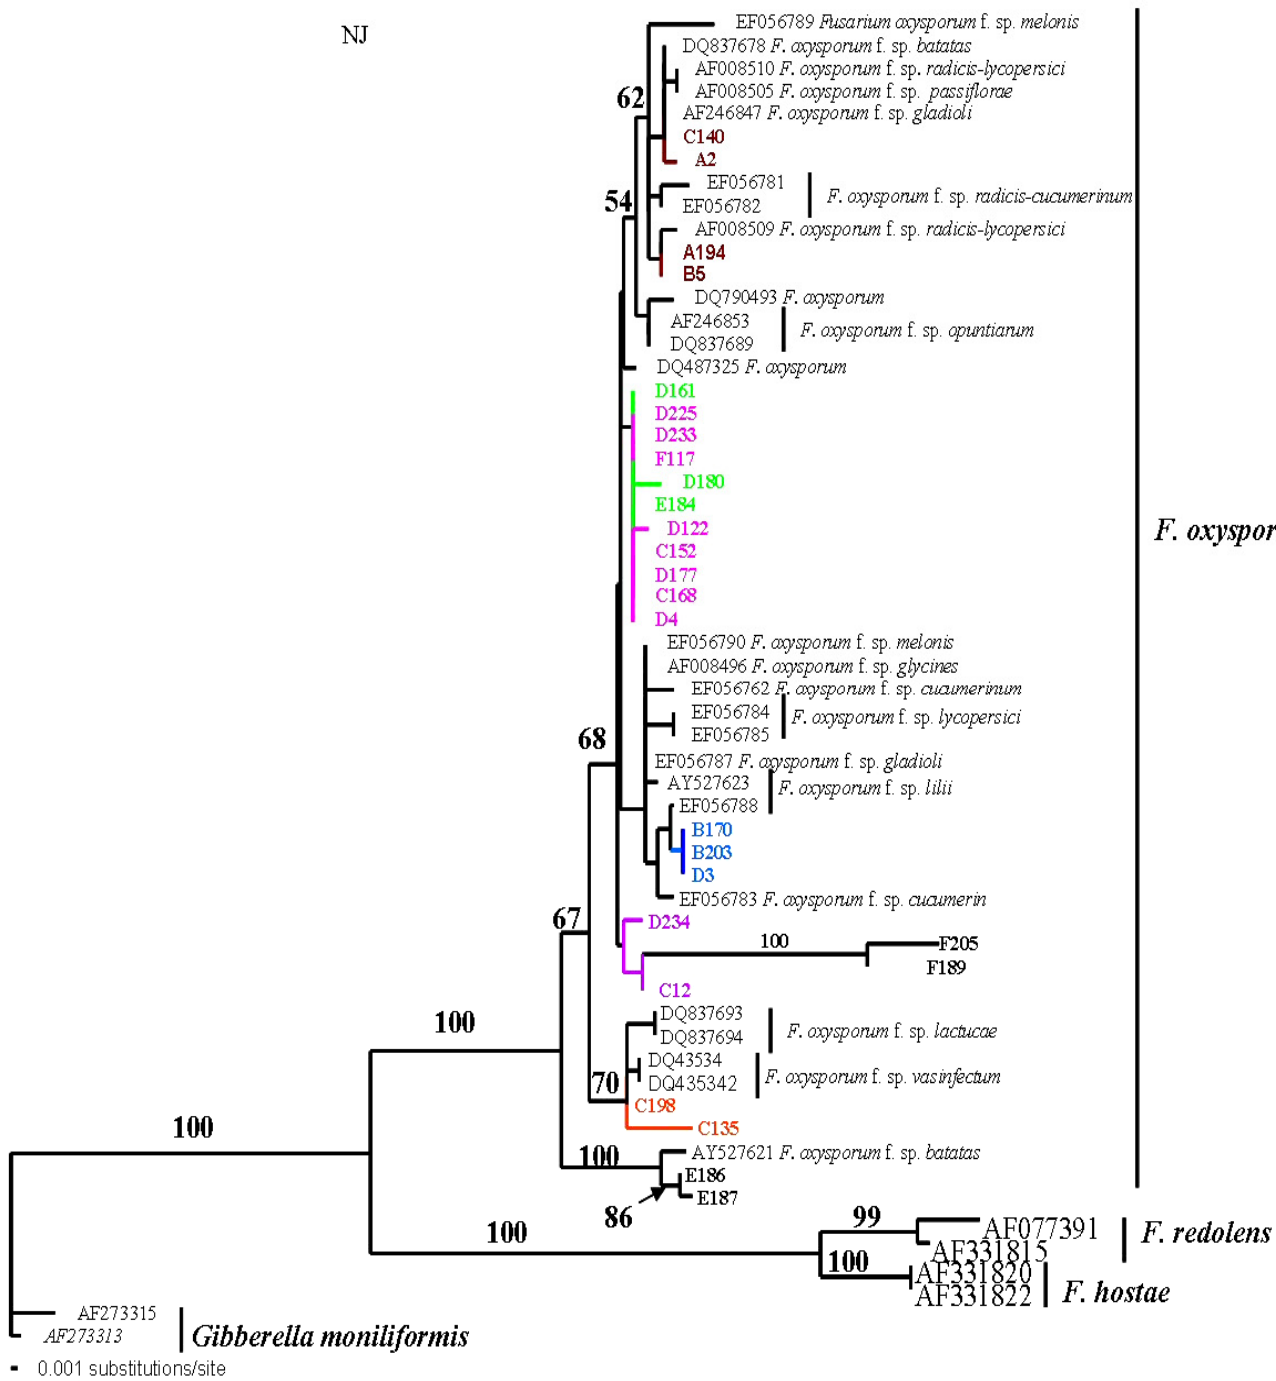 NJ
EF056789 Fusarium oxysporum f. sp. melonis
DQ837678 F. oxysporum f. sp. batatas
AF008510 F. oxysporum f. sp. radicis-lycopersici
AF008505 F. oxysporum f. sp. passiflorae
62
AF246847 F. oxysporum f. sp. gladioli
C140
A2
EF056781
F. oxysporum f. sp. radicis-cucumerinum
54
EF056782
AF008509 F. oxysporum f. sp. radicis-lycopersici
A194
B5
DQ790493 F. oxysporum
AF246853
F. oxysporum f. sp. opuntiarum
DQ837689
DQ487325 F. oxysporum
D161
D225
D233
F117
D180
E184
D122
F. oxyspor
C152
D177
C168
D4
EF056790 F. oxysporum f. sp. melonis
AF008496 F. oxysporum f. sp. glycines
EF056762 F. oxysporum f. sp. cucumerinum
EF056784
F. oxysporum f. sp. lycopersici
EF056785
68
EF056787 F. oxysporum f. sp. gladioli
AY527623
F. oxysporum f. sp. lilii
EF056788
B170
B203
D3
EF056783 F. oxysporum f. sp. cucumerin
67
D234
100
F205
F189
C12
DQ837693
100
F. oxysporum f. sp. lactucae
DQ837694
DQ43534
F. oxysporum f. sp. vasinfectum
70
DQ435342
C198
100
C135
AY527621 F. oxysporum f. sp. batatas
100
E186
E187
86
99
AF077391
F. redolens
100
AF331815
100
AF331820
F. hostae
AF331822
AF273315
AF273313
Gibberella moniliformis
0.001 substitutions/site